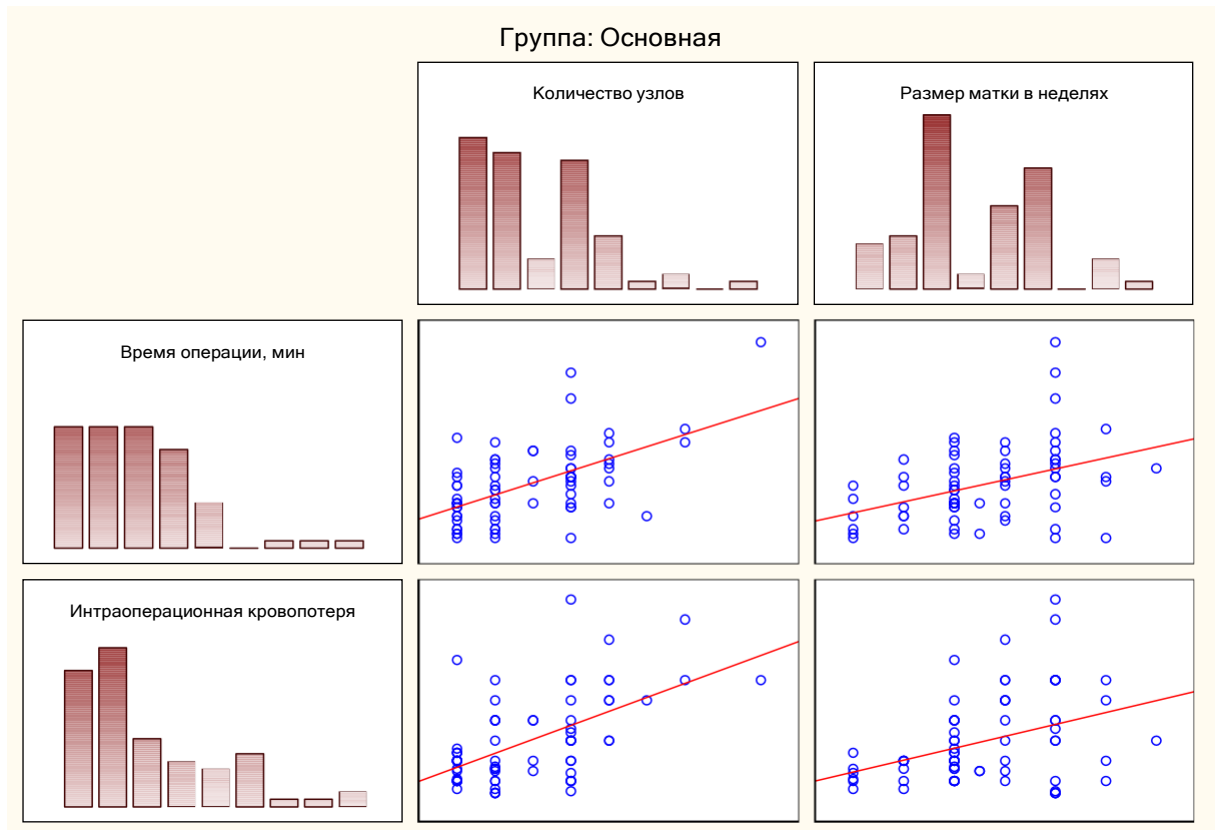 Группа: Основная
Количество узлов
Размер матки в неделях
Время операции, мин
Интраоперационная кровопотеря